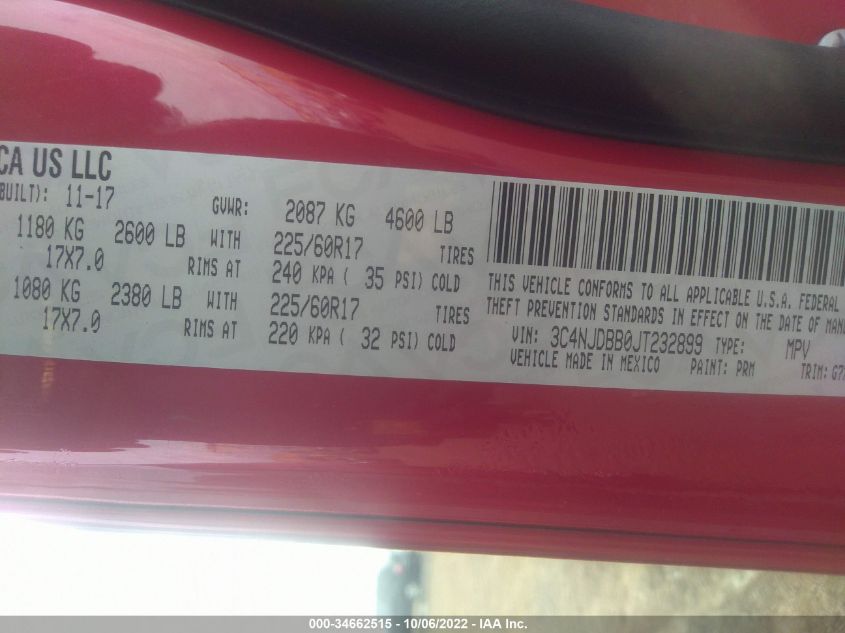 CA US LLC
BUILT): 11-17 GVWR: 2087 KG 4600 LB
1180 KG 2600 LB WITH 225/60R17 TIRES
17X7.0 RIMS AT 240 KPA ( 35 PSI) COLD
1080 KG 2380 LB WITH 225/60R17 TIRES
17X7.0 RIMS AT 220 KPA ( 32 PSI) COLD
THIS VEHICLE CONFORMS TO ALL APPLICABLE U.S.A. FEDERAL
THEFT PREVENTION STANDARDS IN EFFECT ON THE DATE OF MAN
VIN: 3C4NJDBB0JT232899 TYPE: MPV
VEHICLE MADE IN MEXICO PAINT: PRM TRIM: G7
000-34662515 - 10/06/2022 - IAA Inc.